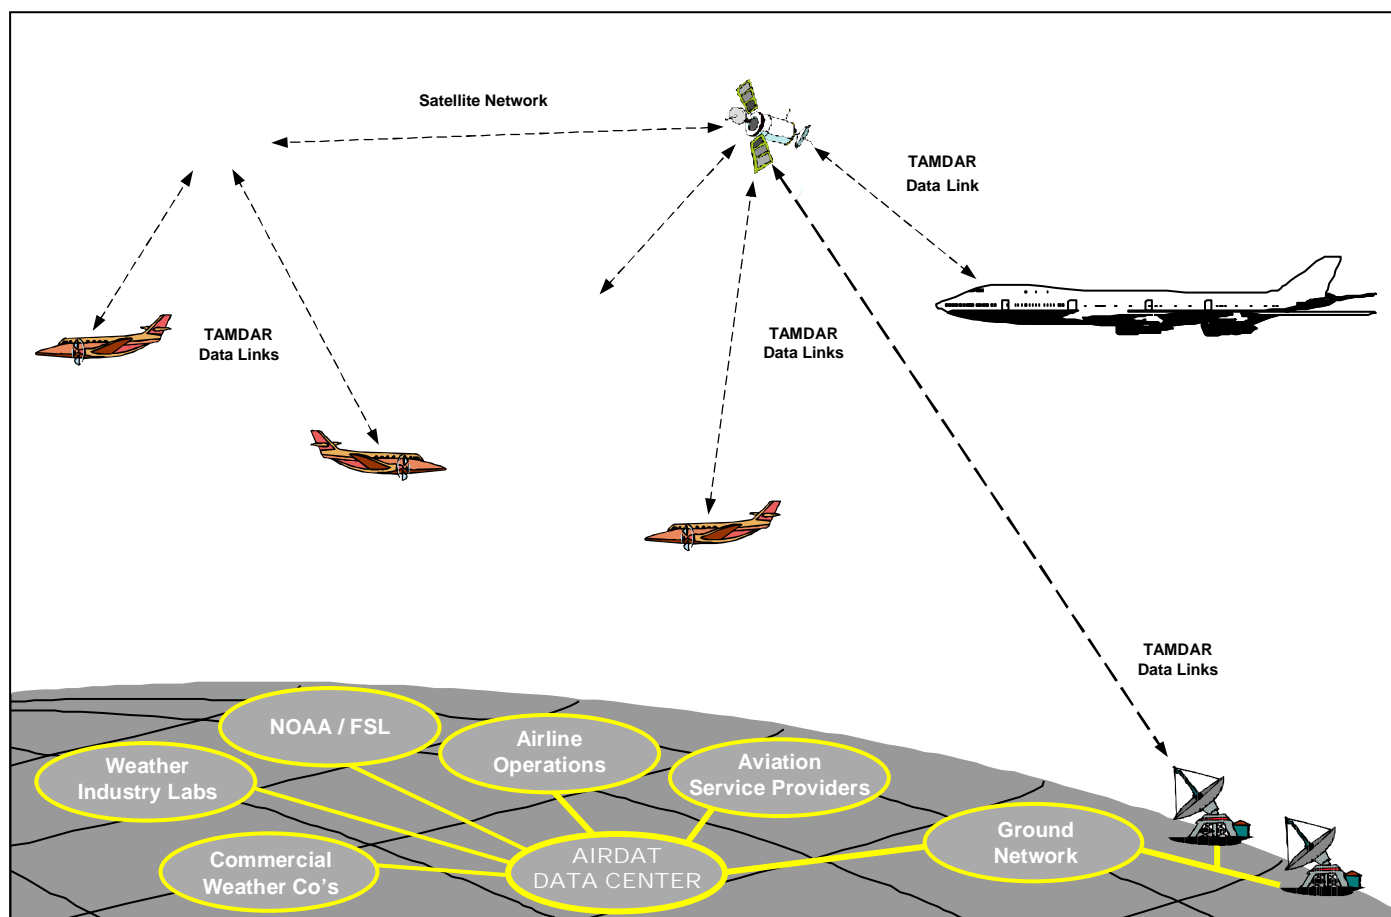 Satellite Network
TAMDAR
Data Link
TAMDAR
Data Links
TAMDAR
Data Links
TAMDAR
Data Links
NOAA / FSL
Airline
Operations
Weather
Industry Labs
Aviation
Service Providers
Ground
Network
Commercial
Weather Co's
AIRDAT
DATA CENTER